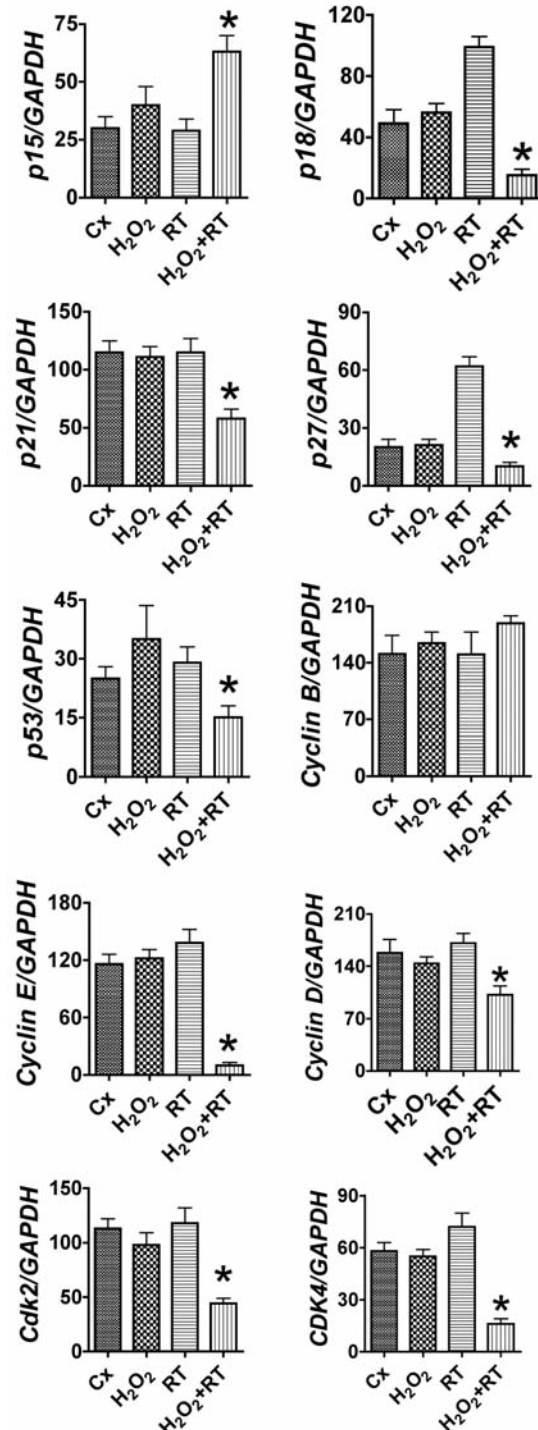 p15/GAPDH
75
50
25
0
*
Cx
H₂O₂
RT
H₂O₂+RT
p18/GAPDH
120
80
40
0
*
Cx
H₂O₂
RT
H₂O₂+RT
p21/GAPDH
150
100
50
0
*
Cx
H₂O₂
RT
H₂O₂+RT
p27/GAPDH
90
60
30
0
*
Cx
H₂O₂
RT
H₂O₂+RT
p53/GAPDH
45
30
15
0
*
Cx
H₂O₂
RT
H₂O₂+RT
Cyclin B/GAPDH
210
140
70
0
Cx
H₂O₂
RT
H₂O₂+RT
Cyclin E/GAPDH
180
120
60
0
*
Cx
H₂O₂
RT
H₂O₂+RT
Cyclin D/GAPDH
210
140
70
0
*
Cx
H₂O₂
RT
H₂O₂+RT
Cdk2/GAPDH
150
100
50
0
*
Cx
H₂O₂
RT
H₂O₂+RT
CDK4/GAPDH
90
60
30
0
*
Cx
H₂O₂
RT
H₂O₂+RT